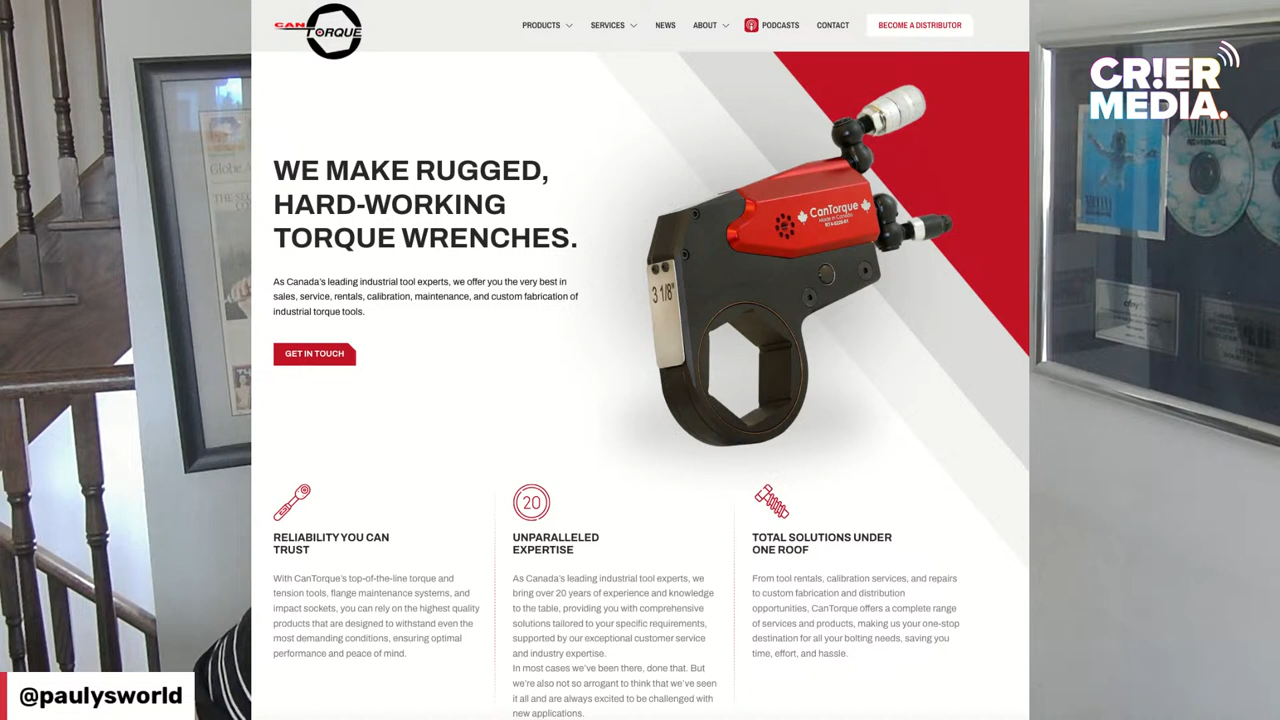 CANTORQUE
PRODUCTS
SERVICES
NEWS
ABOUT
PODCASTS
CONTACT
BECOME A DISTRIBUTOR
CR!ER
MEDIA.
Globe
NIRVANA
WE MAKE RUGGED,
HARD-WORKING
TORQUE WRENCHES.
As Canada's leading industrial tool experts, we offer you the very best in
sales, service, rentals, calibration, maintenance, and custom fabrication of
industrial torque tools.
GET IN TOUCH
CanTorque
Made in Canada
3 1/8"
RELIABILITY YOU CAN
TRUST
With CanTorque's top-of-the-line torque and
tension tools, flange maintenance systems, and
impact sockets, you can rely on the highest quality
products that are designed to withstand even the
most demanding conditions, ensuring optimal
performance and peace of mind.
20
UNPARALLELED
EXPERTISE
As Canada's leading industrial tool experts, we
bring over 20 years of experience and knowledge
to the table, providing you with comprehensive
solutions tailored to your specific requirements,
supported by our exceptional customer service
and industry expertise.
In most cases we've been there, done that. But
we're also not so arrogant to think that we've seen
it all and are always excited to be challenged with
new applications.
TOTAL SOLUTIONS UNDER
ONE ROOF
From tool rentals, calibration services, and repairs
to custom fabrication and distribution
opportunities, CanTorque offers a complete range
of services and products, making us your one-stop
destination for all your bolting needs, saving you
time, effort, and hassle.
@paulysworld